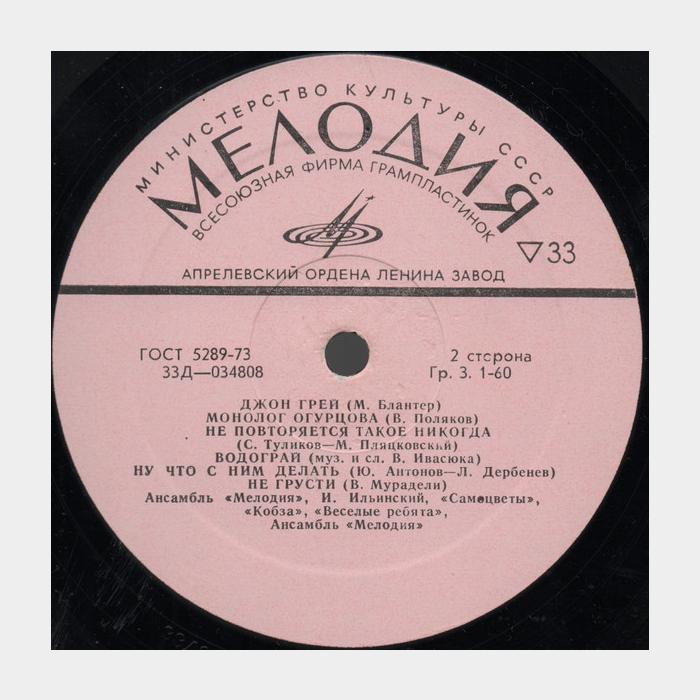 МИНИСТЕРСТВО КУЛЬТУРЫ СССР
МЕЛОДИЯ
ВСЕСОЮЗНАЯ ФИРМА ГРАМПЛАСТИНОК
▽33
АПРЕЛЕВСКИЙ ОРДЕНА ЛЕНИНА ЗАВОД
ГОСТ 5289-73
2 сторона
33Д—034808
Гр. 3. 1-60
ДЖОН ГРЕЙ (М. Блантер)
МОНОЛОГ ОГУРЦОВА (В. Поляков)
НЕ ПОВТОРЯЕТСЯ ТАКОЕ НИКОГДА
(С. Туликов—М. Пляцковский)
ВОДОГРАЙ (муз. и сл. В. Ивасюка)
НУ ЧТО С НИМ ДЕЛАТЬ (Ю. Антонов—Л. Дербенев)
НЕ ГРУСТИ (В. Мурадели)
Ансамбль «Мелодия», И. Ильинский, «Самоцветы»,
«Кобза», «Веселые ребята»,
Ансамбль «Мелодия»